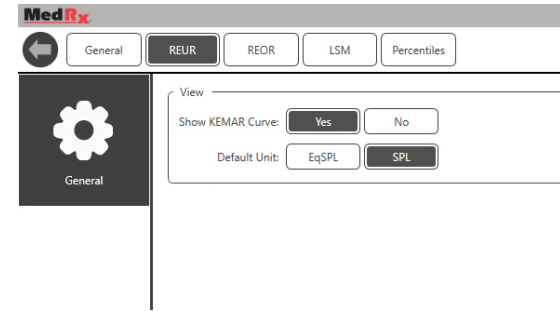 MedRx
General REUR REOR LSM Percentiles
View
Show KEMAR Curve: Yes No
Default Unit: EqSPL SPL
General